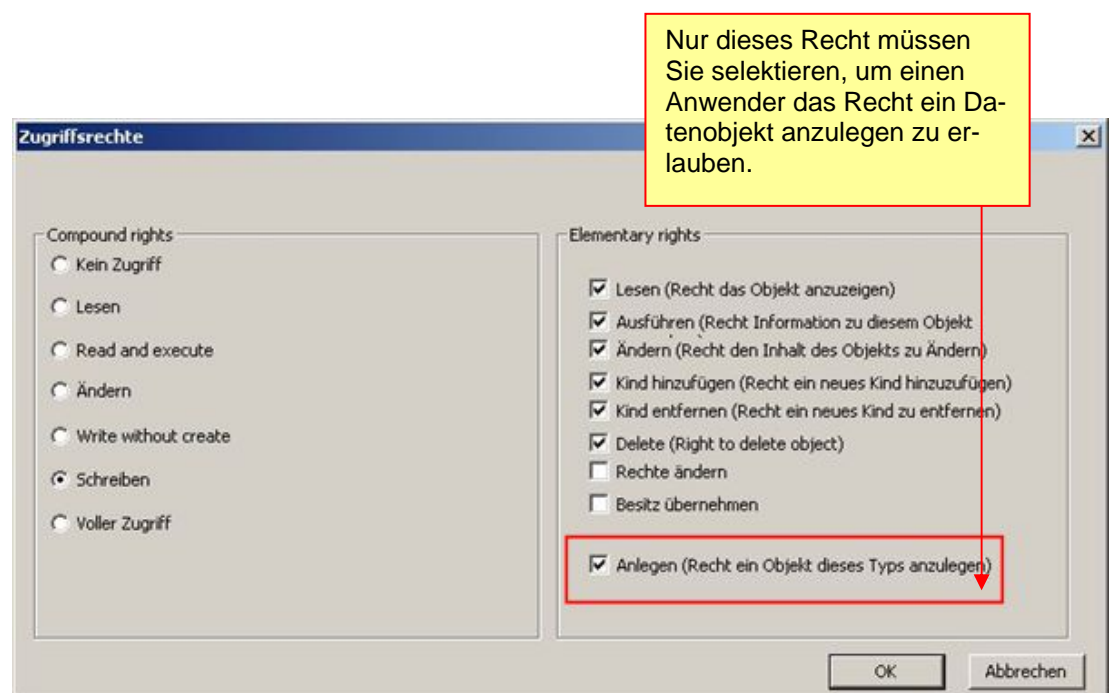 Nur dieses Recht müssen
Sie selektieren, um einen
Anwender das Recht ein Da-
tenobjekt anzulegen zu er-
lauben.
Zugriffsrechte
Compound rights
Kein Zugriff
Lesen
Read and execute
Ändern
Write without create
Schreiben
Voller Zugriff
Elementary rights
Lesen (Recht das Objekt anzuzeigen)
Ausführen (Recht Information zu diesem Objekt
Ändern (Recht den Inhalt des Objekts zu Ändern)
Kind hinzufügen (Recht ein neues Kind hinzuzufügen)
Kind entfernen (Recht ein neues Kind zu entfernen)
Delete (Right to delete object)
Rechte ändern
Besitz übernehmen
Anlegen (Recht ein Objekt dieses Typs anzulegen)
OK
Abbrechen